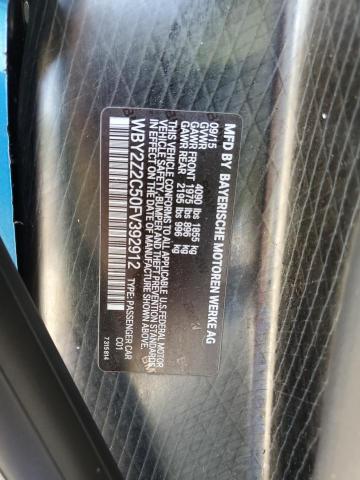 MFD BY BAYERISCHE MOTOREN WERKE AG
09/15
GVWR 4090 lbs 1855 kg
GAWR FRONT 1975 lbs 896 kg
GAWR REAR 2195 lbs 996 kg
THIS VEHICLE CONFORMS TO ALL APPLICABLE U.S. FEDERAL MOTOR
VEHICLE SAFETY, BUMPER AND THEFT PREVENTION STANDARDS
IN EFFECT ON THE DATE OF MANUFACTURE SHOWN ABOVE.
WBY2Z2C50FV392912 TYPE: PASSENGER CAR
C01
7315814